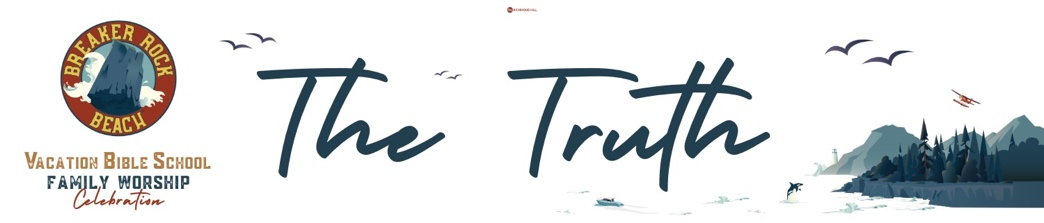 BREAKER ROCK
BEACH
VACATION BIBLE SCHOOL
FAMILY WORSHIP
Celebration
The Truth